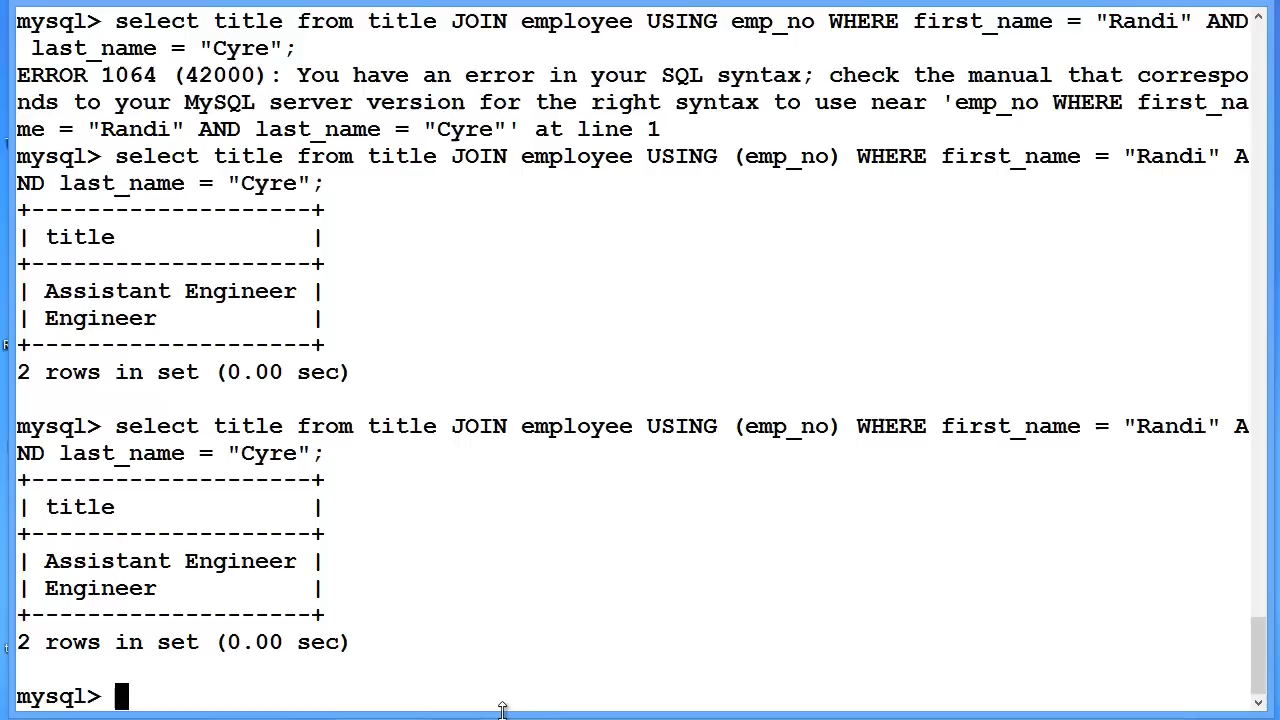 mysql> select title from title JOIN employee USING emp_no WHERE first_name = "Randi" AND
 last_name = "Cyre";
ERROR 1064 (42000): You have an error in your SQL syntax; check the manual that correspo
nds to your MySQL server version for the right syntax to use near 'emp_no WHERE first_na
me = "Randi" AND last_name = "Cyre"' at line 1
mysql> select title from title JOIN employee USING (emp_no) WHERE first_name = "Randi" A
ND last_name = "Cyre";
+--------------------+
| title              |
+--------------------+
| Assistant Engineer |
| Engineer           |
+--------------------+
2 rows in set (0.00 sec)

mysql> select title from title JOIN employee USING (emp_no) WHERE first_name = "Randi" A
ND last_name = "Cyre";
+--------------------+
| title              |
+--------------------+
| Assistant Engineer |
| Engineer           |
+--------------------+
2 rows in set (0.00 sec)

mysql>